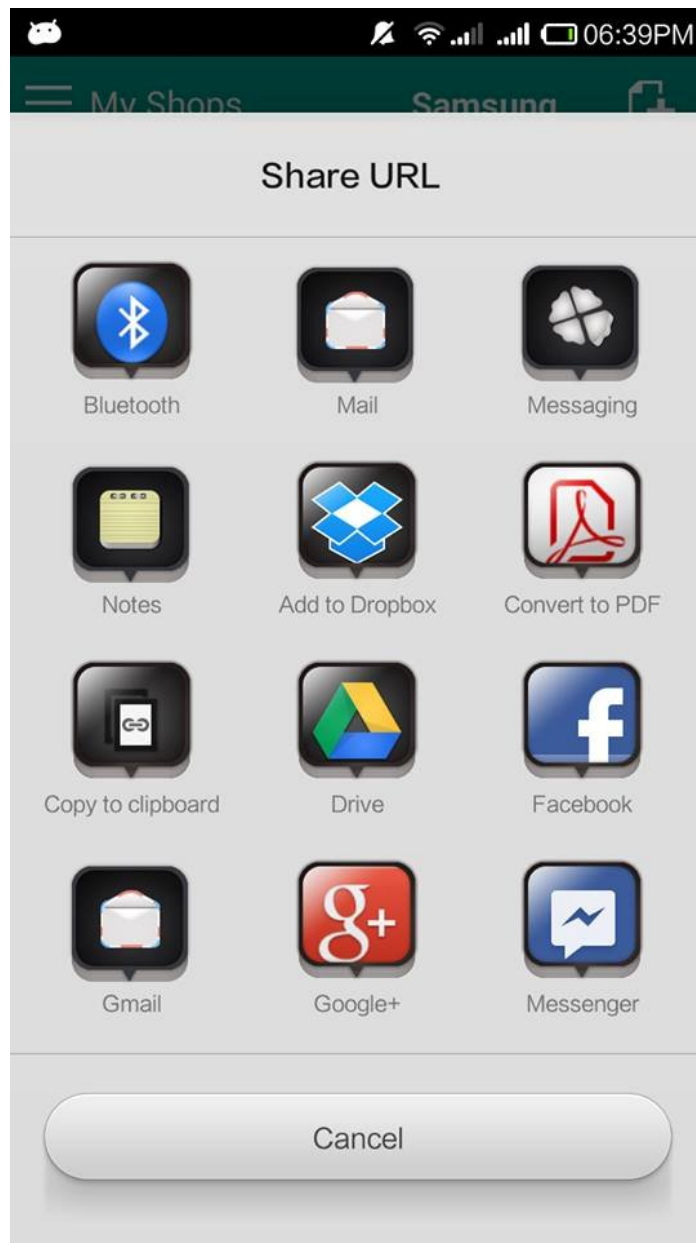 06:39PM
My Shops Samsung
Share URL
Bluetooth Mail Messaging
Notes Add to Dropbox Convert to PDF
Copy to clipboard Drive Facebook
Gmail Google+ Messenger
Cancel